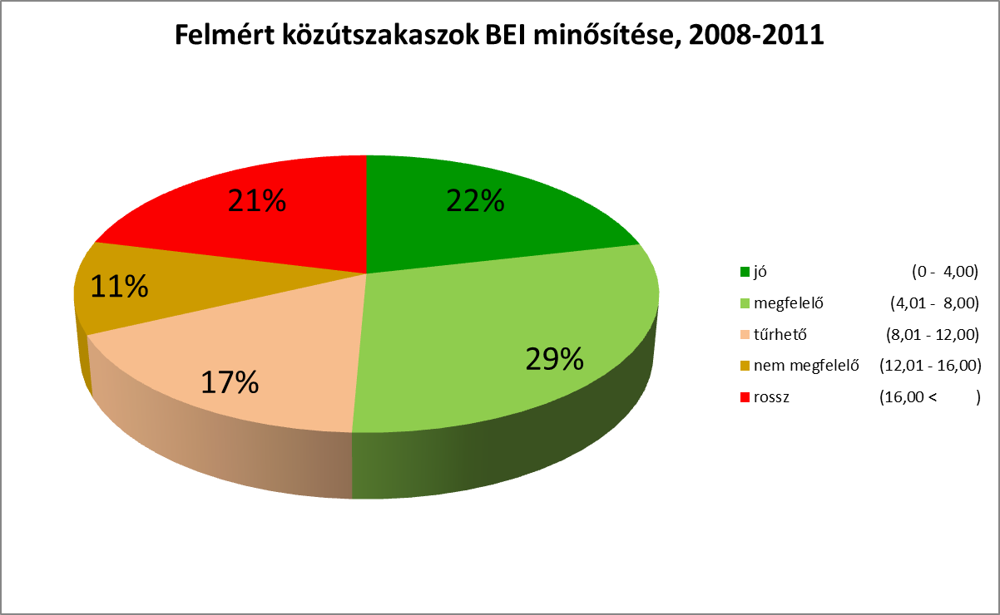 Felmért közútszakaszok BEI minősítése, 2008-2011
21%
22%
11%
29%
17%
jó (0 - 4,00)
megfelelő (4,01 - 8,00)
tűrhető (8,01 - 12,00)
nem megfelelő (12,01 - 16,00)
rossz (16,00 < )